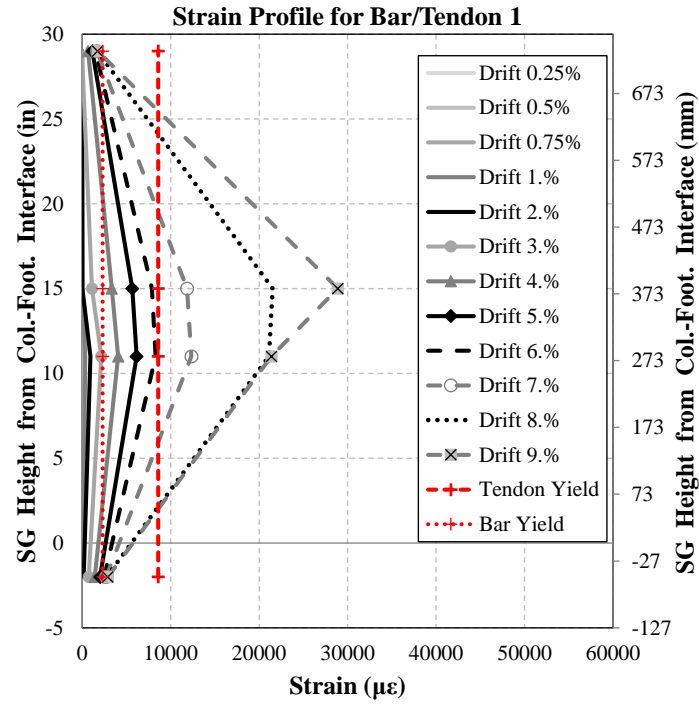 Strain Profile for Bar/Tendon 1
SG Height from Col.-Foot. Interface (in)
30
25
20
15
10
5
0
-5
0
10000
20000
30000
40000
50000
60000
Strain (με)
Drift 0.25%
Drift 0.5%
Drift 0.75%
Drift 1.%
Drift 2.%
Drift 3.%
Drift 4.%
Drift 5.%
Drift 6.%
Drift 7.%
Drift 8.%
Drift 9.%
Tendon Yield
Bar Yield
673
573
473
373
273
173
73
-27
-127
SG Height from Col.-Foot. Interface (mm)